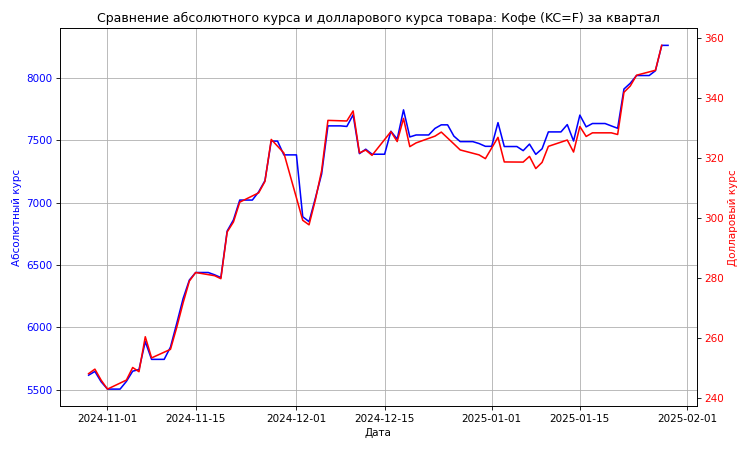 Сравнение абсолютного курса и долларового курса товара: Кофе (KC=F) за квартал
Абсолютный курс
8000
7500
7000
6500
6000
5500
360
340
320
300
280
260
240
Долларовый курс
2024-11-01 2024-11-15 2024-12-01 2024-12-15 2025-01-01 2025-01-15 2025-02-01
Дата